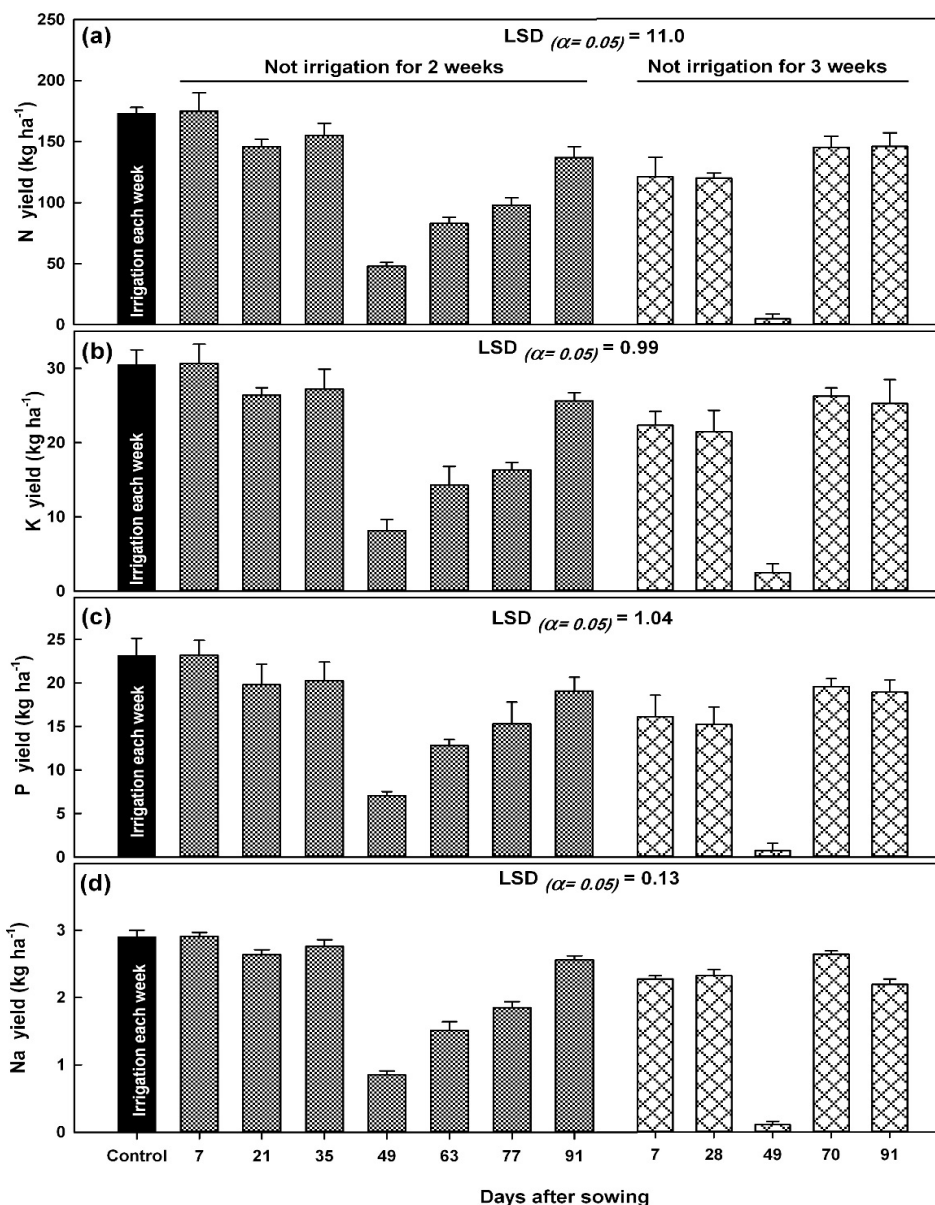 (a)
LSD (α= 0.05) = 11.0
Not irrigation for 2 weeks
Not irrigation for 3 weeks
N yield (kg ha-1)
250
200
150
100
50
0
Irrigation each week
(b)
LSD (α= 0.05) = 0.99
K yield (kg ha-1)
30
20
10
0
Irrigation each week
(c)
LSD (α= 0.05) = 1.04
P yield (kg ha-1)
25
20
15
10
5
0
Irrigation each week
(d)
LSD (α= 0.05) = 0.13
Na yield (kg ha-1)
3
2
1
0
Irrigation each week
Control 7 21 35 49 63 77 91 7 28 49 70 91
Days after sowing